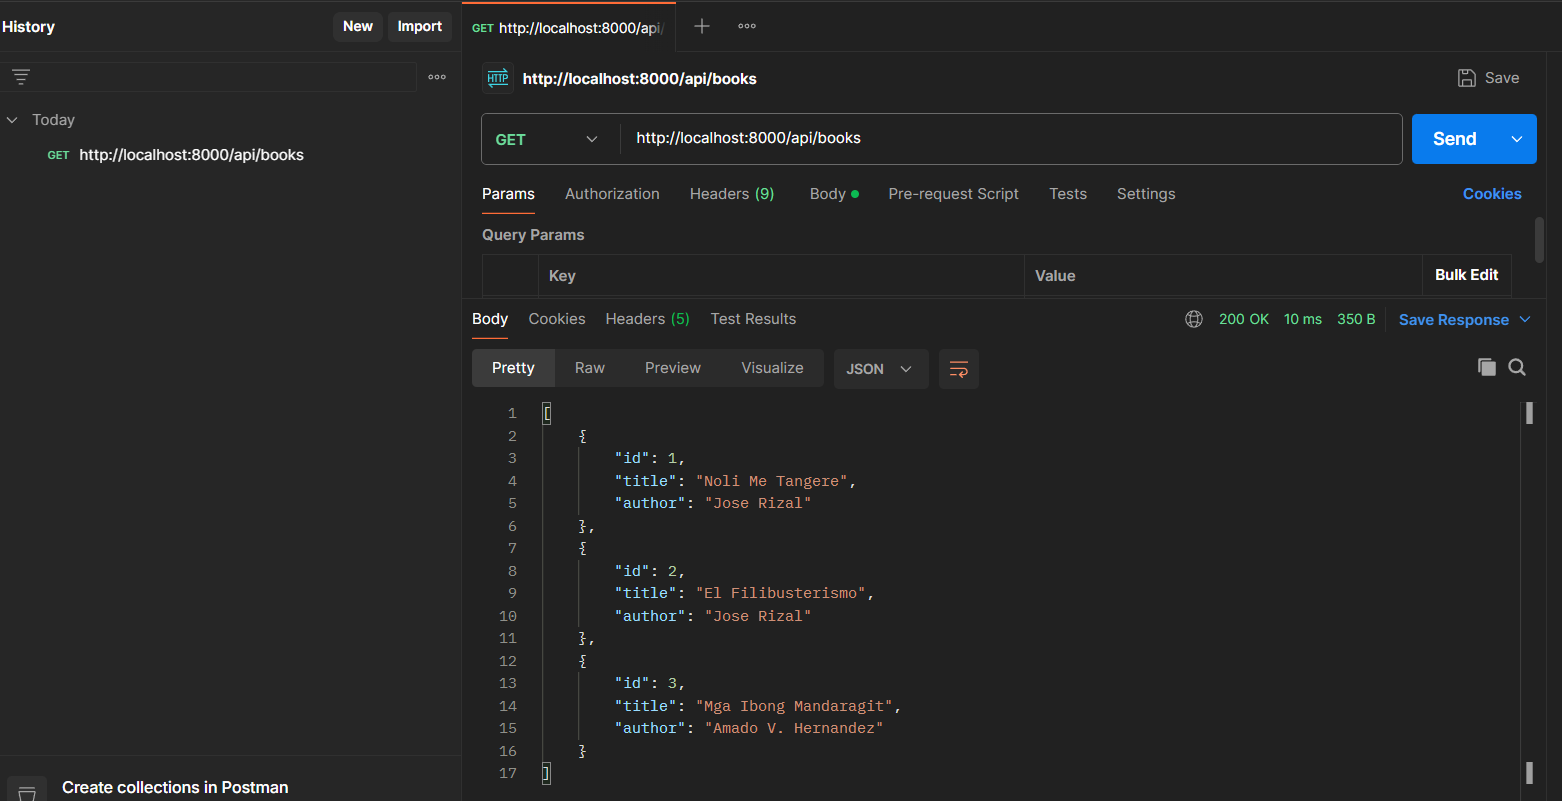 History
New
Import
Today
GET http://localhost:8000/api/books
Create collections in Postman
GET http://localhost:8000/api/
HTTP http://localhost:8000/api/books
Save
GET http://localhost:8000/api/books
Send
Params Authorization Headers (9) Body Pre-request Script Tests Settings Cookies
Query Params
Key Value Bulk Edit
Body Cookies Headers (5) Test Results 200 OK 10 ms 350 B Save Response
Pretty Raw Preview Visualize JSON
1 [
2 {
3 "id": 1,
4 "title": "Noli Me Tangere",
5 "author": "Jose Rizal"
6 },
7 {
8 "id": 2,
9 "title": "El Filibusterismo",
10 "author": "Jose Rizal"
11 },
12 {
13 "id": 3,
14 "title": "Mga Ibong Mandaragit",
15 "author": "Amado V. Hernandez"
16 }
17 ]